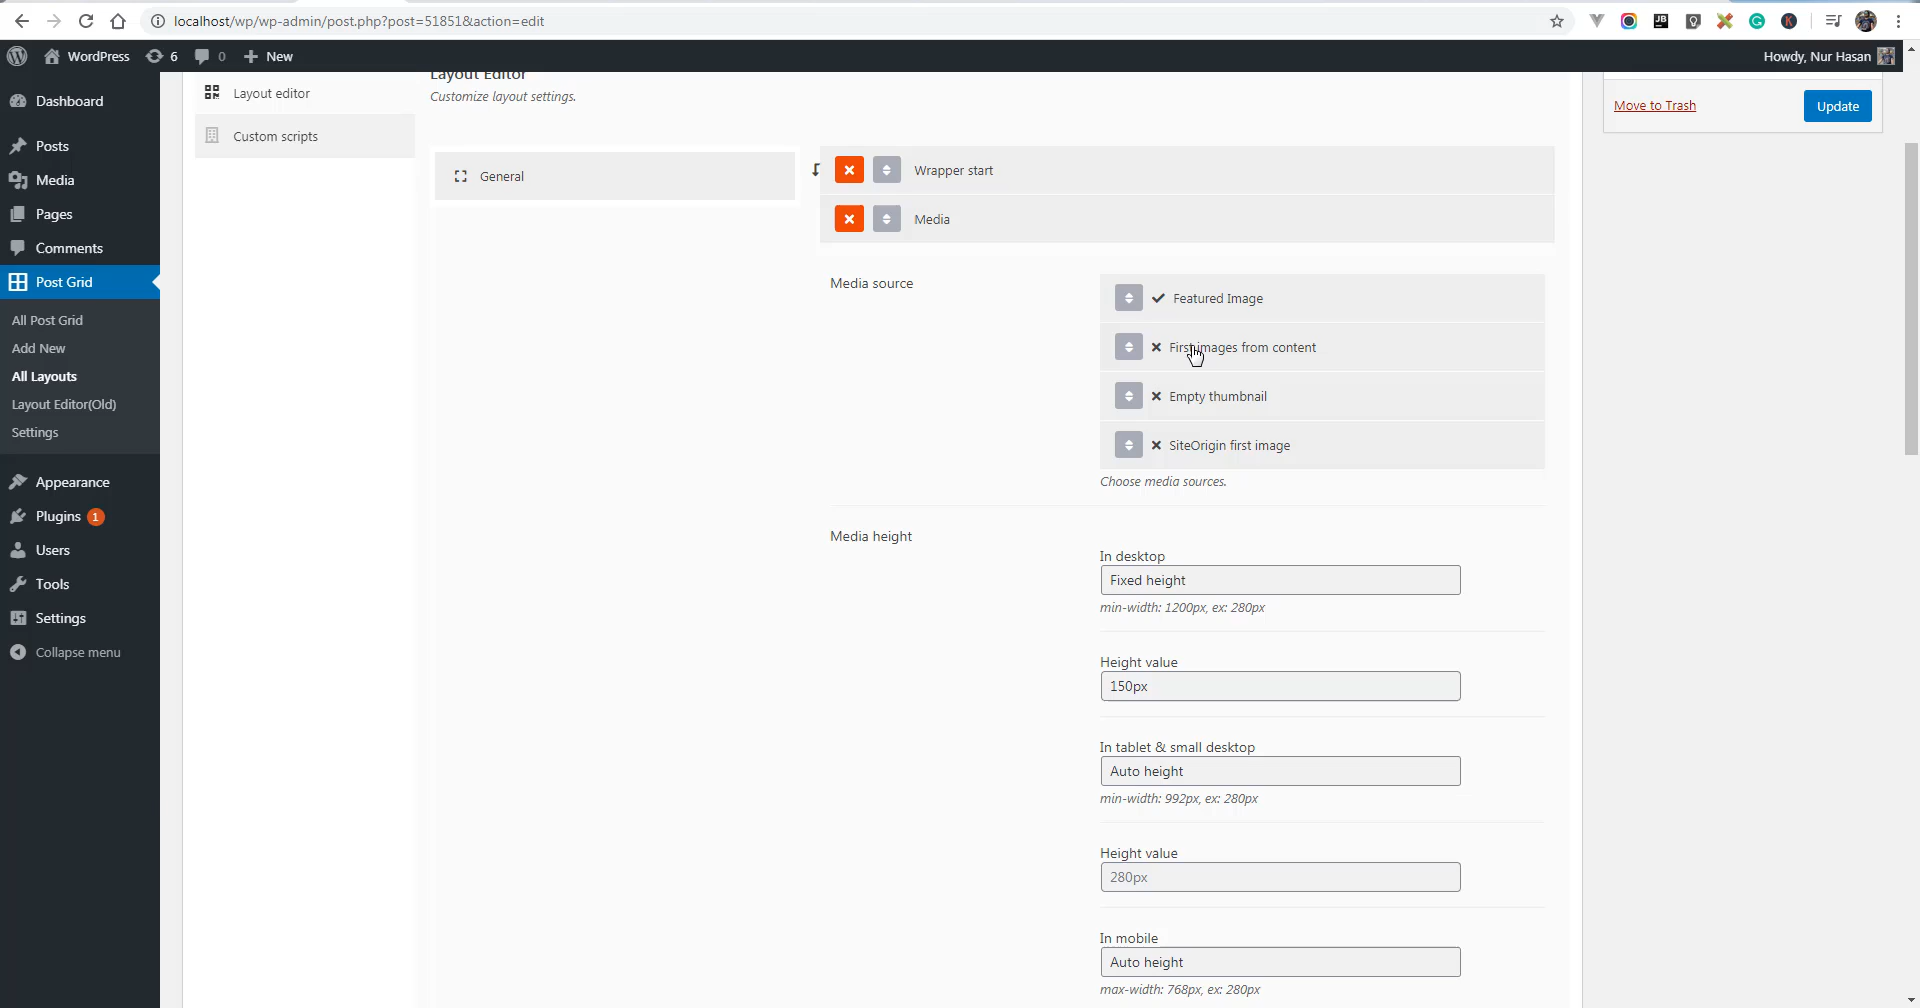 localhost/wp/wp-admin/post.php?post=51851&action=edit
WordPress
6
0
New
Howdy, Nur Hasan
Dashboard
Posts
Media
Pages
Comments
Post Grid
All Post Grid
Add New
All Layouts
Layout Editor(Old)
Settings
Appearance
Plugins 1
Users
Tools
Settings
Collapse menu
Layout editor
Custom scripts
Layout Editor
Customize layout settings.
General
Wrapper start
Media
Media source
Featured Image
First images from content
Empty thumbnail
SiteOrigin first image
Choose media sources.
Media height
In desktop
Fixed height
min-width: 1200px, ex: 280px
Height value
150px
In tablet & small desktop
Auto height
min-width: 992px, ex: 280px
Height value
280px
In mobile
Auto height
max-width: 768px, ex: 280px
Move to Trash
Update